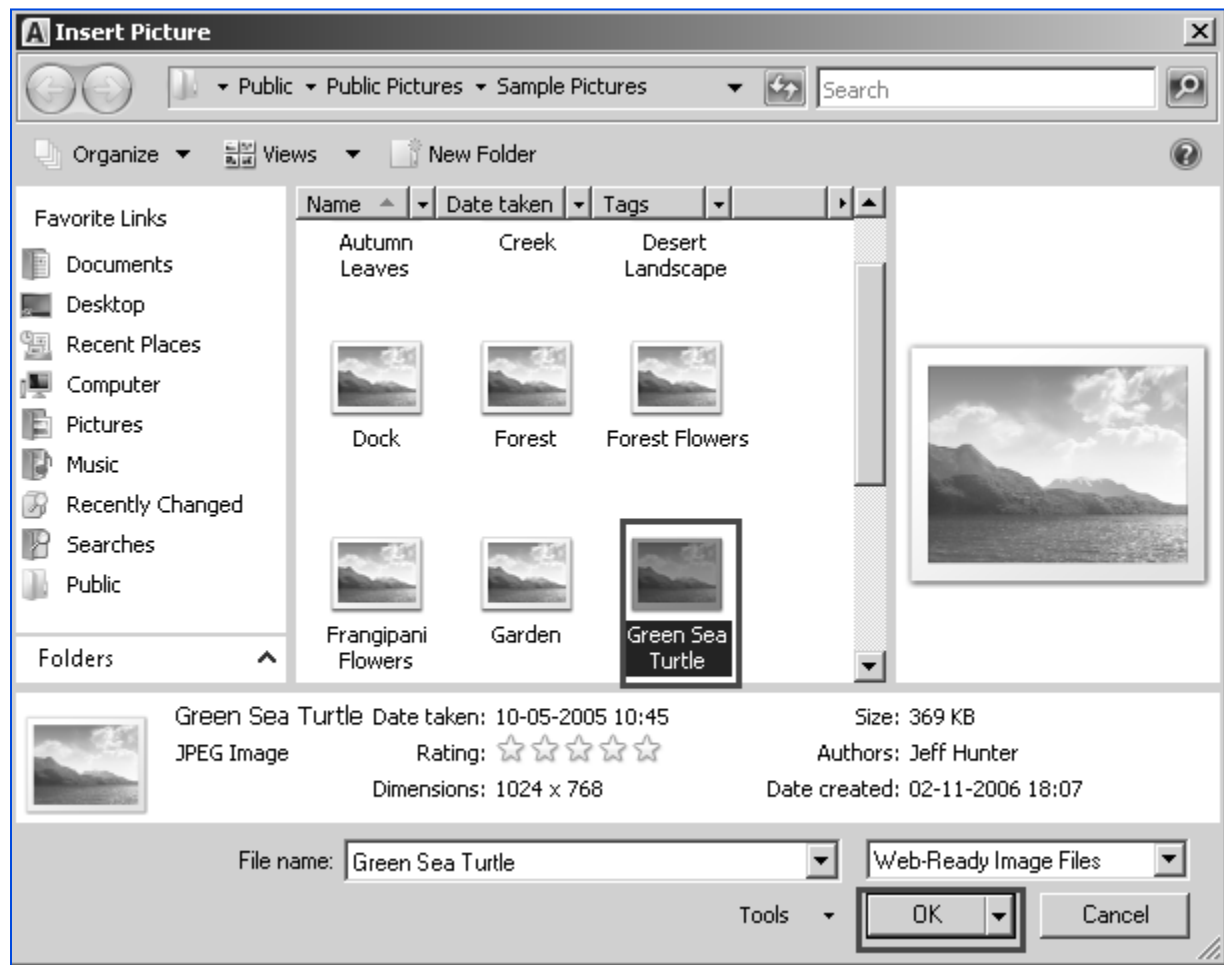 Insert Picture
Public Public Pictures Sample Pictures Search
Organize Views New Folder
Favorite Links
Documents
Desktop
Recent Places
Computer
Pictures
Music
Recently Changed
Searches
Public
Folders
Name Date taken Tags
Autumn Leaves
Creek
Desert Landscape
Dock
Forest
Forest Flowers
Frangipani Flowers
Garden
Green Sea Turtle
Green Sea Turtle Date taken: 10-05-2005 10:45 Size: 369 KB
JPEG Image Rating: Authors: Jeff Hunter
Dimensions: 1024 x 768 Date created: 02-11-2006 18:07
File name: Green Sea Turtle Web-Ready Image Files
Tools OK Cancel